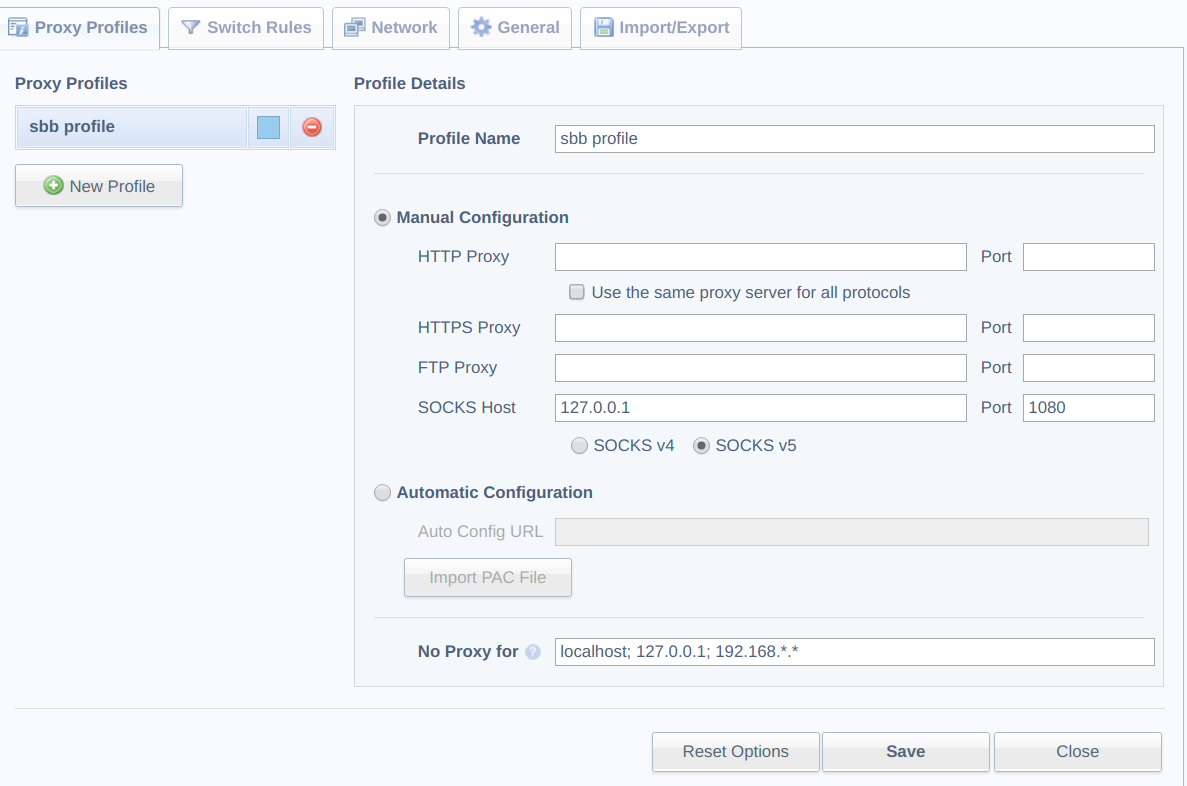 Proxy Profiles Switch Rules Network General Import/Export
Proxy Profiles
sbb profile
New Profile
Profile Details
Profile Name sbb profile
Manual Configuration
HTTP Proxy Port
Use the same proxy server for all protocols
HTTPS Proxy Port
FTP Proxy Port
SOCKS Host 127.0.0.1 Port 1080
SOCKS v4 SOCKS v5
Automatic Configuration
Auto Config URL
Import PAC File
No Proxy for ? localhost; 127.0.0.1; 192.168.*.*
Reset Options Save Close